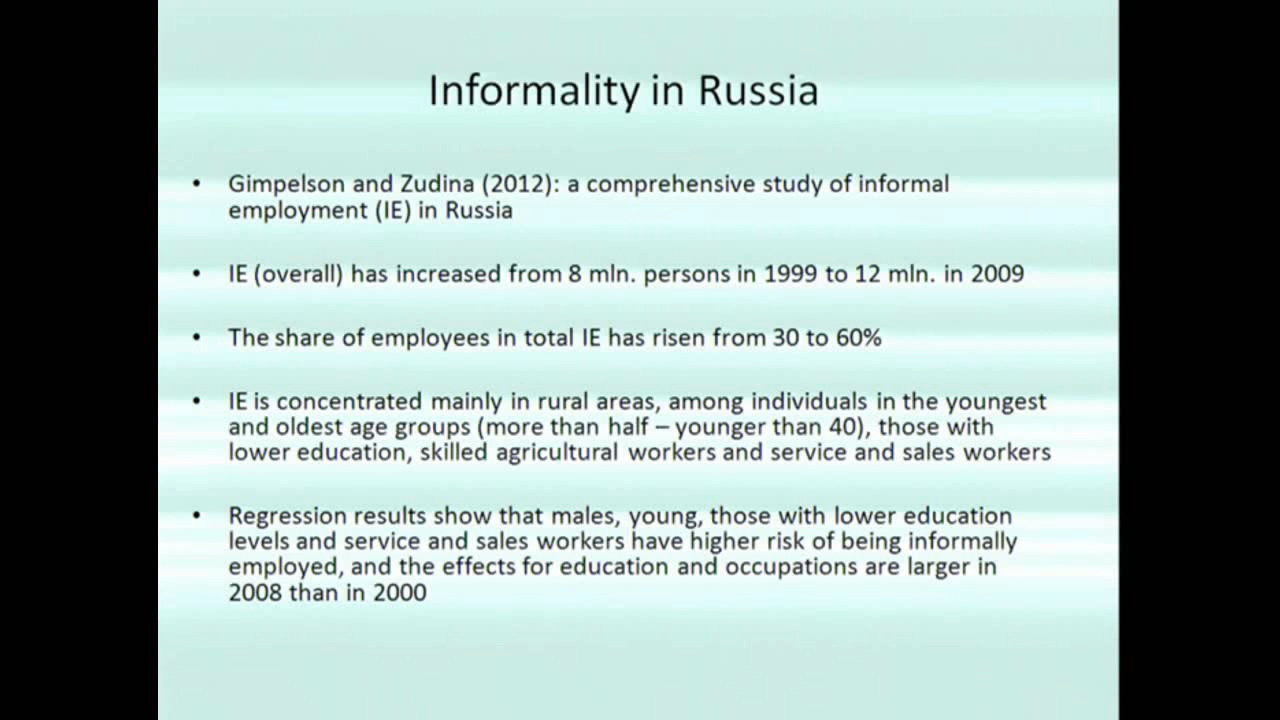 Informality in Russia
• Gimpelson and Zudina (2012): a comprehensive study of informal
employment (IE) in Russia
• IE (overall) has increased from 8 mln. persons in 1999 to 12 mln. in 2009
• The share of employees in total IE has risen from 30 to 60%
• IE is concentrated mainly in rural areas, among individuals in the youngest
and oldest age groups (more than half – younger than 40), those with
lower education, skilled agricultural workers and service and sales workers
• Regression results show that males, young, those with lower education
levels and service and sales workers have higher risk of being informally
employed, and the effects for education and occupations are larger in
2008 than in 2000